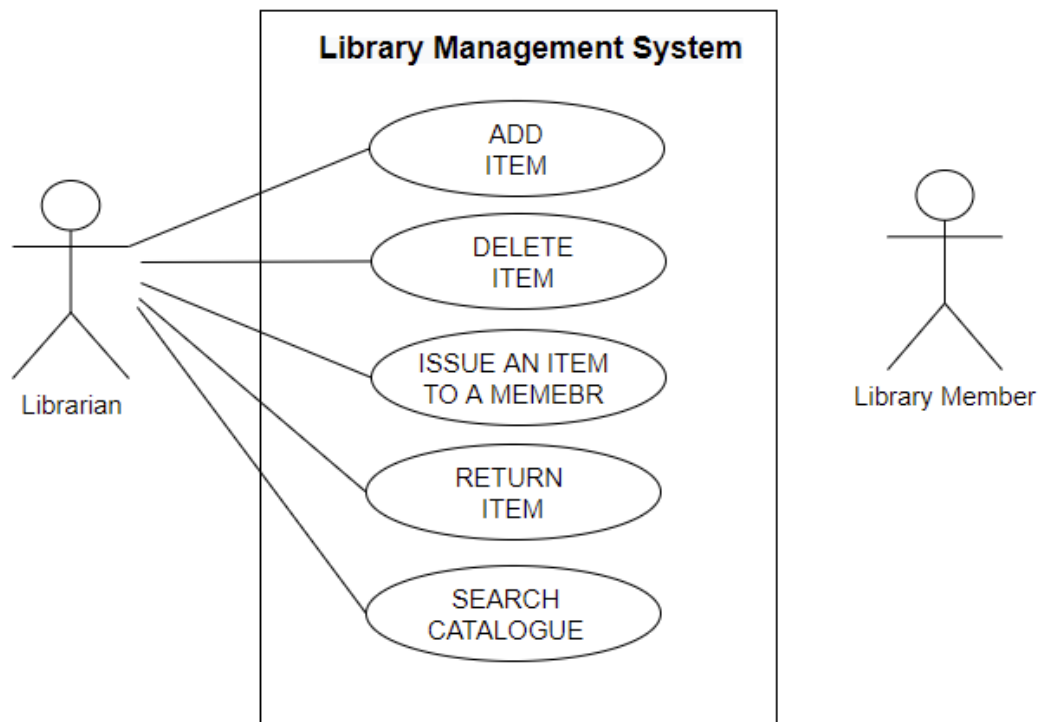 Library Management System
ADD
ITEM
DELETE
ITEM
ISSUE AN ITEM
TO A MEMEBR
RETURN
ITEM
SEARCH
CATALOGUE
Librarian
Library Member